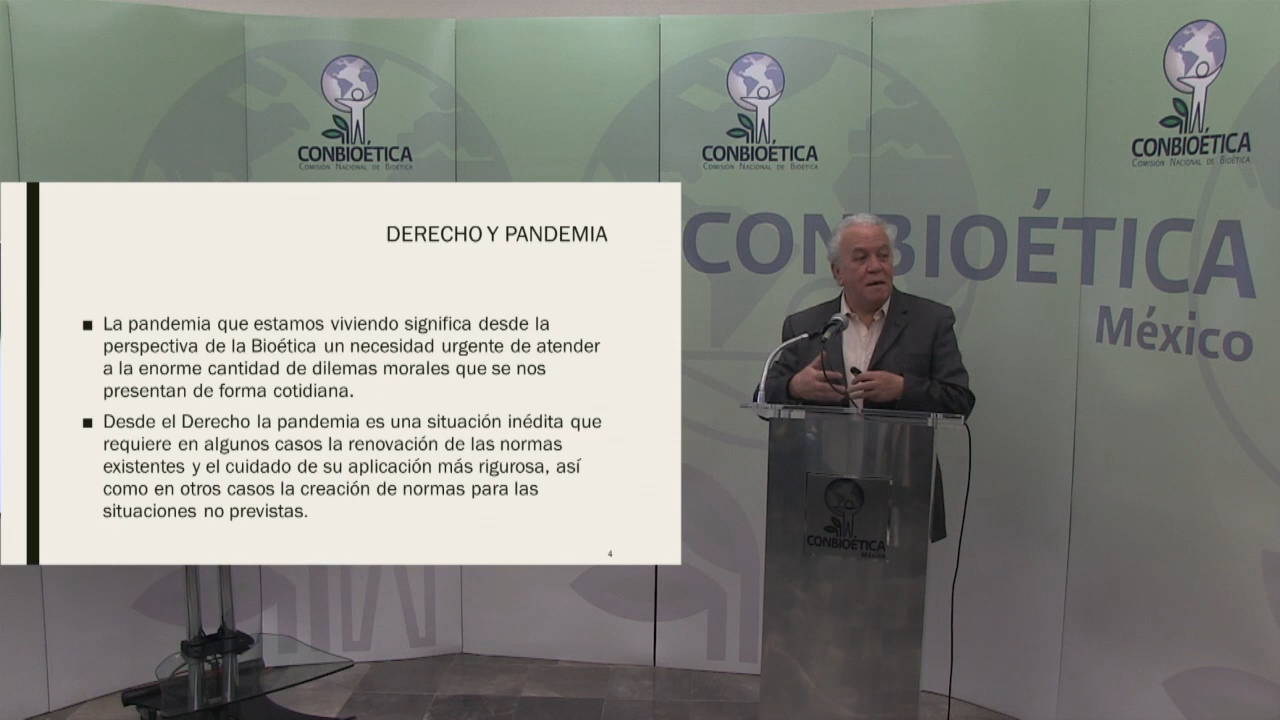 CONBIOÉTICA
COMISIÓN NACIONAL DE BIOÉTICA
CONBIOÉTICA
COMISIÓN NACIONAL DE BIOÉTICA
CONBIOÉTICA
COMISIÓN NACIONAL DE BIOÉTICA
CONBIOÉTICA
México
DERECHO Y PANDEMIA
■ La pandemia que estamos viviendo significa desde la
perspectiva de la Bioética un necesidad urgente de atender
a la enorme cantidad de dilemas morales que se nos
presentan de forma cotidiana.
■ Desde el Derecho la pandemia es una situación inédita que
requiere en algunos casos la renovación de las normas
existentes y el cuidado de su aplicación más rigurosa, así
como en otros casos la creación de normas para las
situaciones no previstas.
4
CONBIOÉTICA
México